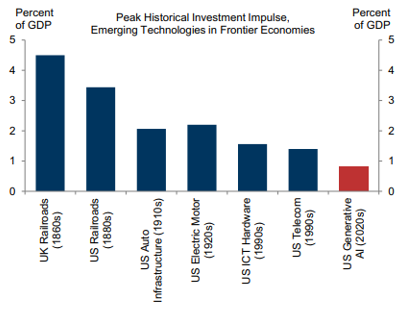 Percent
of GDP
Peak Historical Investment Impulse,
Emerging Technologies in Frontier Economies
Percent
of GDP
5
4
3
2
1
0
5
4
3
2
1
0
UK Railroads
(1860s)
US Railroads
(1880s)
US Auto
Infrastructure (1910s)
US Electric Motor
(1920s)
US ICT Hardware
(1990s)
US Telecom
(1990s)
US Generative
AI (2020s)